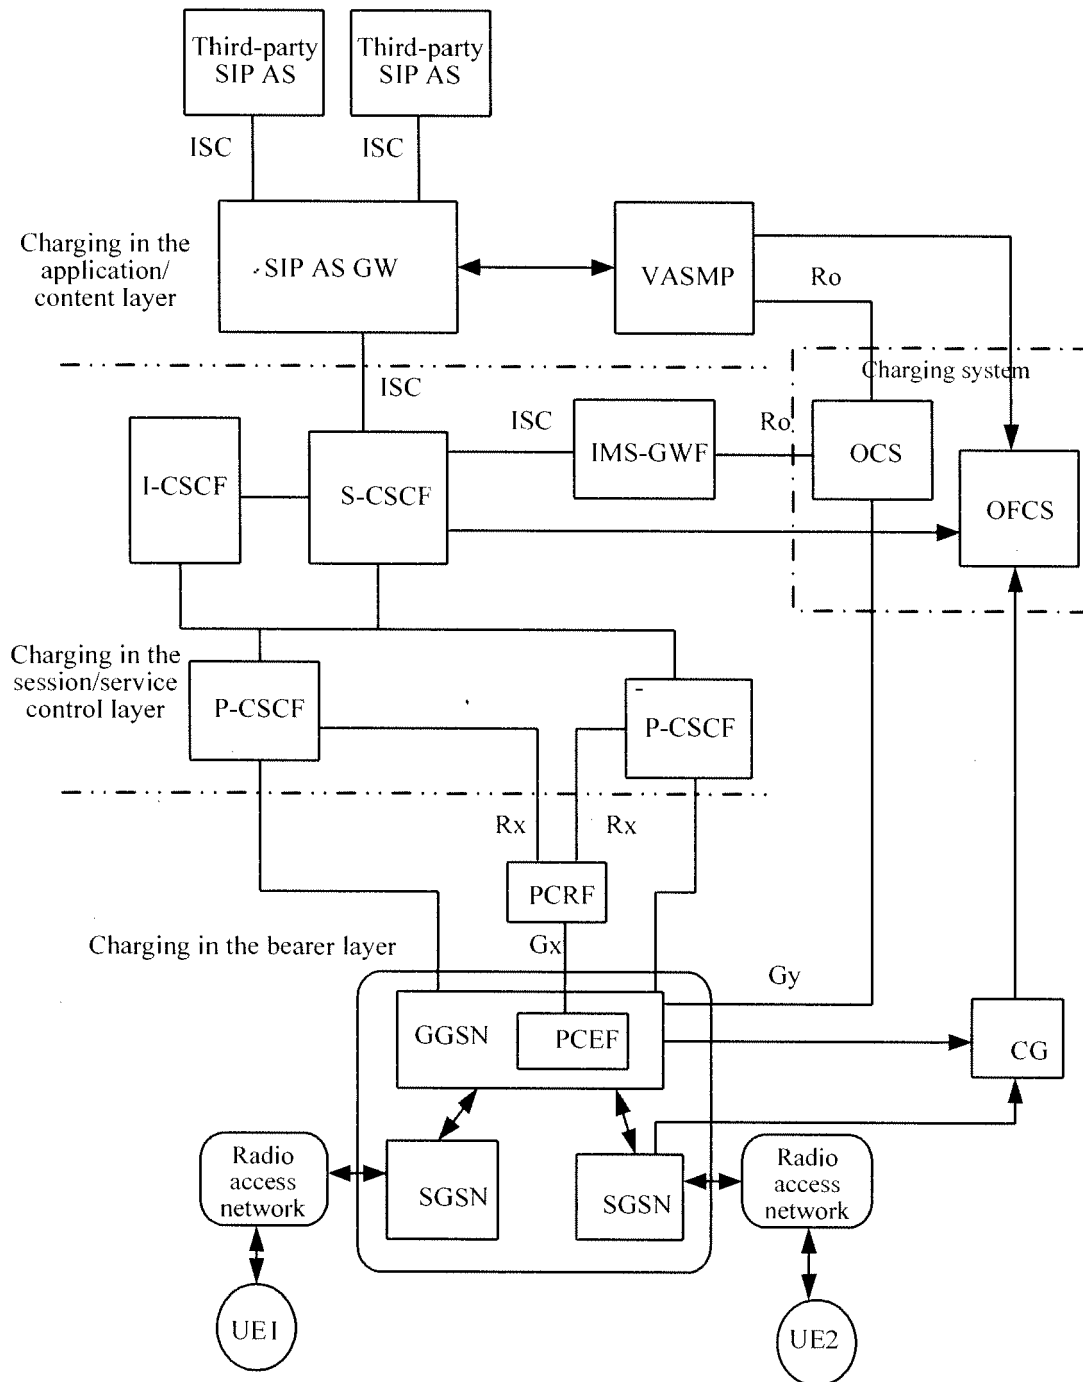 Third-party
SIP AS
Third-party
SIP AS
ISC
ISC
Charging in the
application/
content layer
SIP AS GW
VASMP
Ro
ISC
Charging system
ISC
Ro
I-CSCF
S-CSCF
IMS-GWF
OCS
OFCS
Charging in the
session/service
control layer
P-CSCF
P-CSCF
Rx
Rx
PCRF
Charging in the bearer layer
Gx
Gy
GGSN
PCEF
CG
Radio
access
network
SGSN
SGSN
Radio
access
network
UE1
UE2